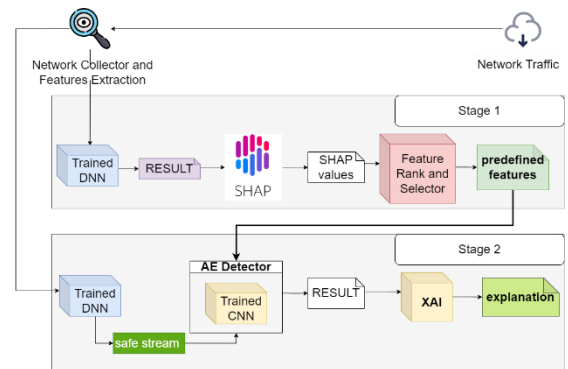 Network Collector and
Features Extraction
Network Traffic
Stage 1
Trained
DNN
RESULT
SHAP
SHAP
values
Feature
Rank and
Selector
predefined
features
Stage 2
Trained
DNN
safe stream
AE Detector
Trained
CNN
RESULT
XAI
explanation